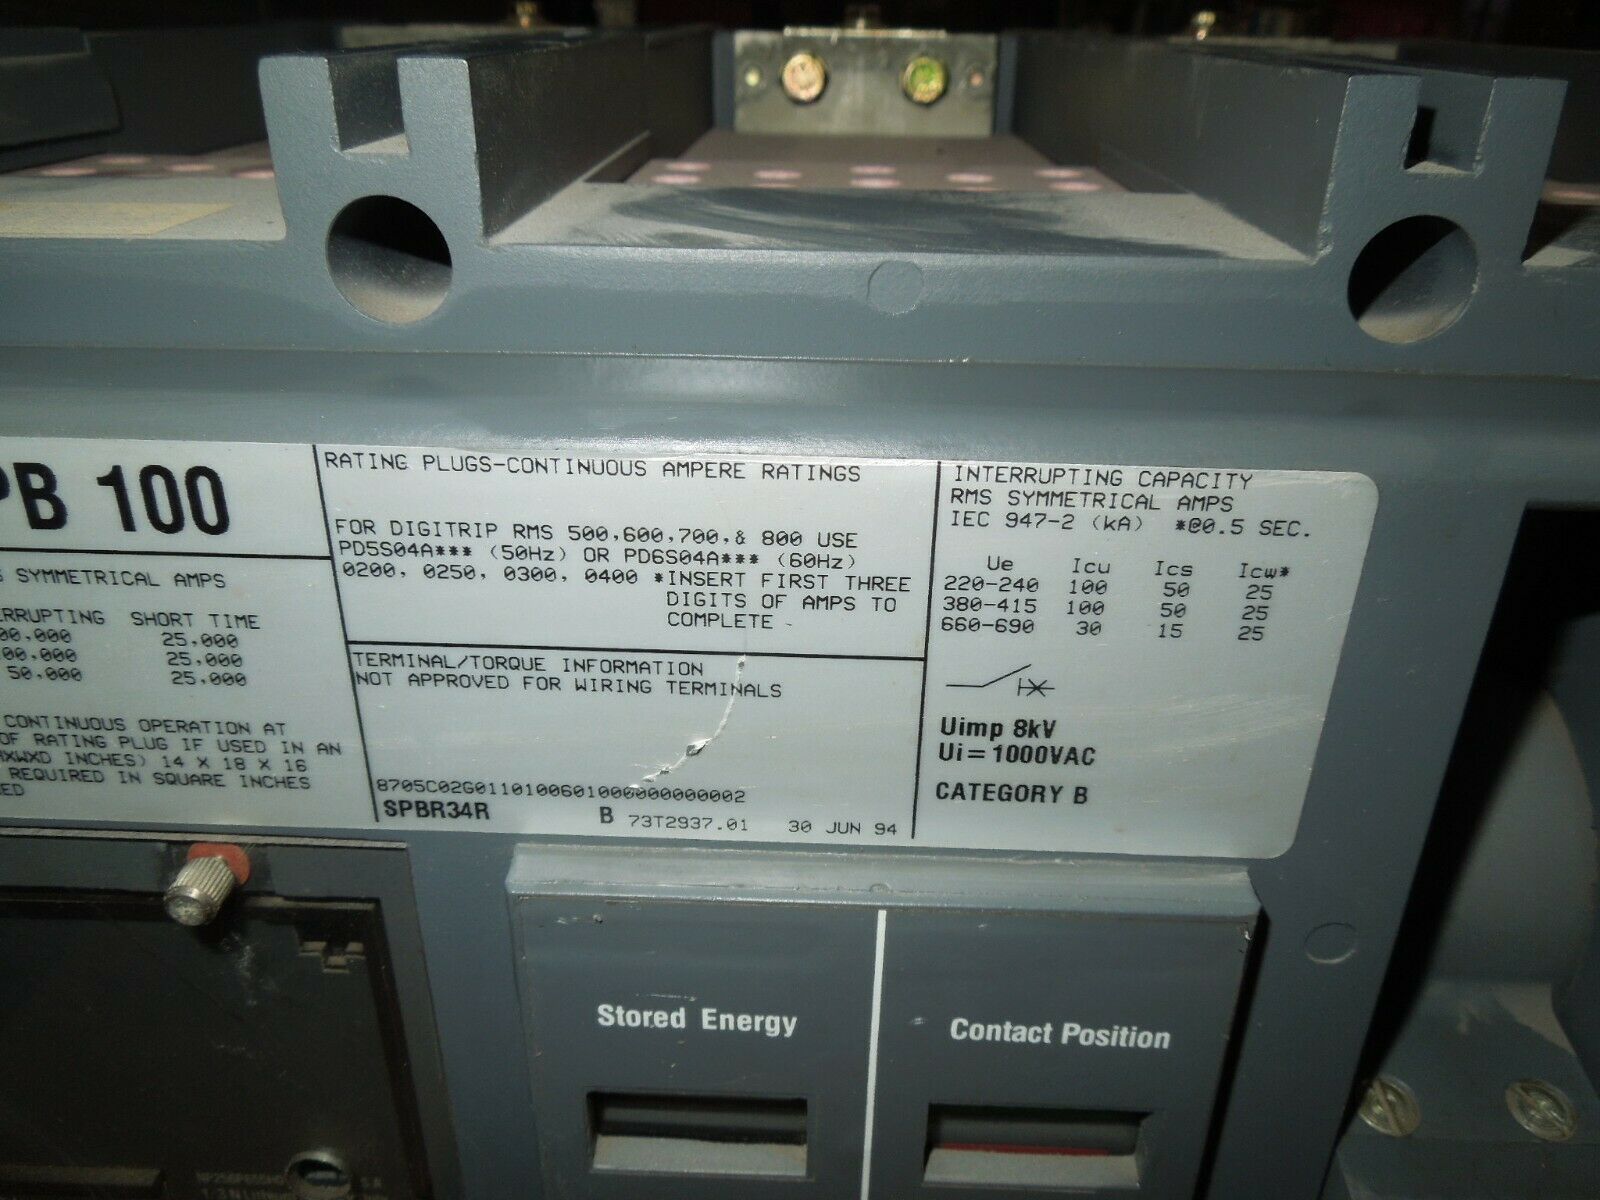 PB 100
SYMMETRICAL AMPS
ERRUPTING SHORT TIME
00,000 25,000
00,000 25,000
50,000 25,000
CONTINUOUS OPERATION AT
OF RATING PLUG IF USED IN AN
HXWXD INCHES) 14 X 18 X 16
REQUIRED IN SQUARE INCHES
ED
RATING PLUGS-CONTINUOUS AMPERE RATINGS
FOR DIGITRIP RMS 500,600,700,& 800 USE
PD5S04A*** (50Hz) OR PD6S04A*** (60Hz)
0200, 0250, 0300, 0400 *INSERT FIRST THREE
DIGITS OF AMPS TO
COMPLETE
TERMINAL/TORQUE INFORMATION
NOT APPROVED FOR WIRING TERMINALS
8705C02G01101006010000000000002
SPBR34R B 73T2937.01 30 JUN 94
INTERRUPTING CAPACITY
RMS SYMMETRICAL AMPS
IEC 947-2 (kA) *@0.5 SEC.
Ue Icu Ics Icw*
220-240 100 50 25
380-415 100 50 25
660-690 30 15 25
Uimp 8kV
Ui=1000VAC
CATEGORY B
Stored Energy
Contact Position